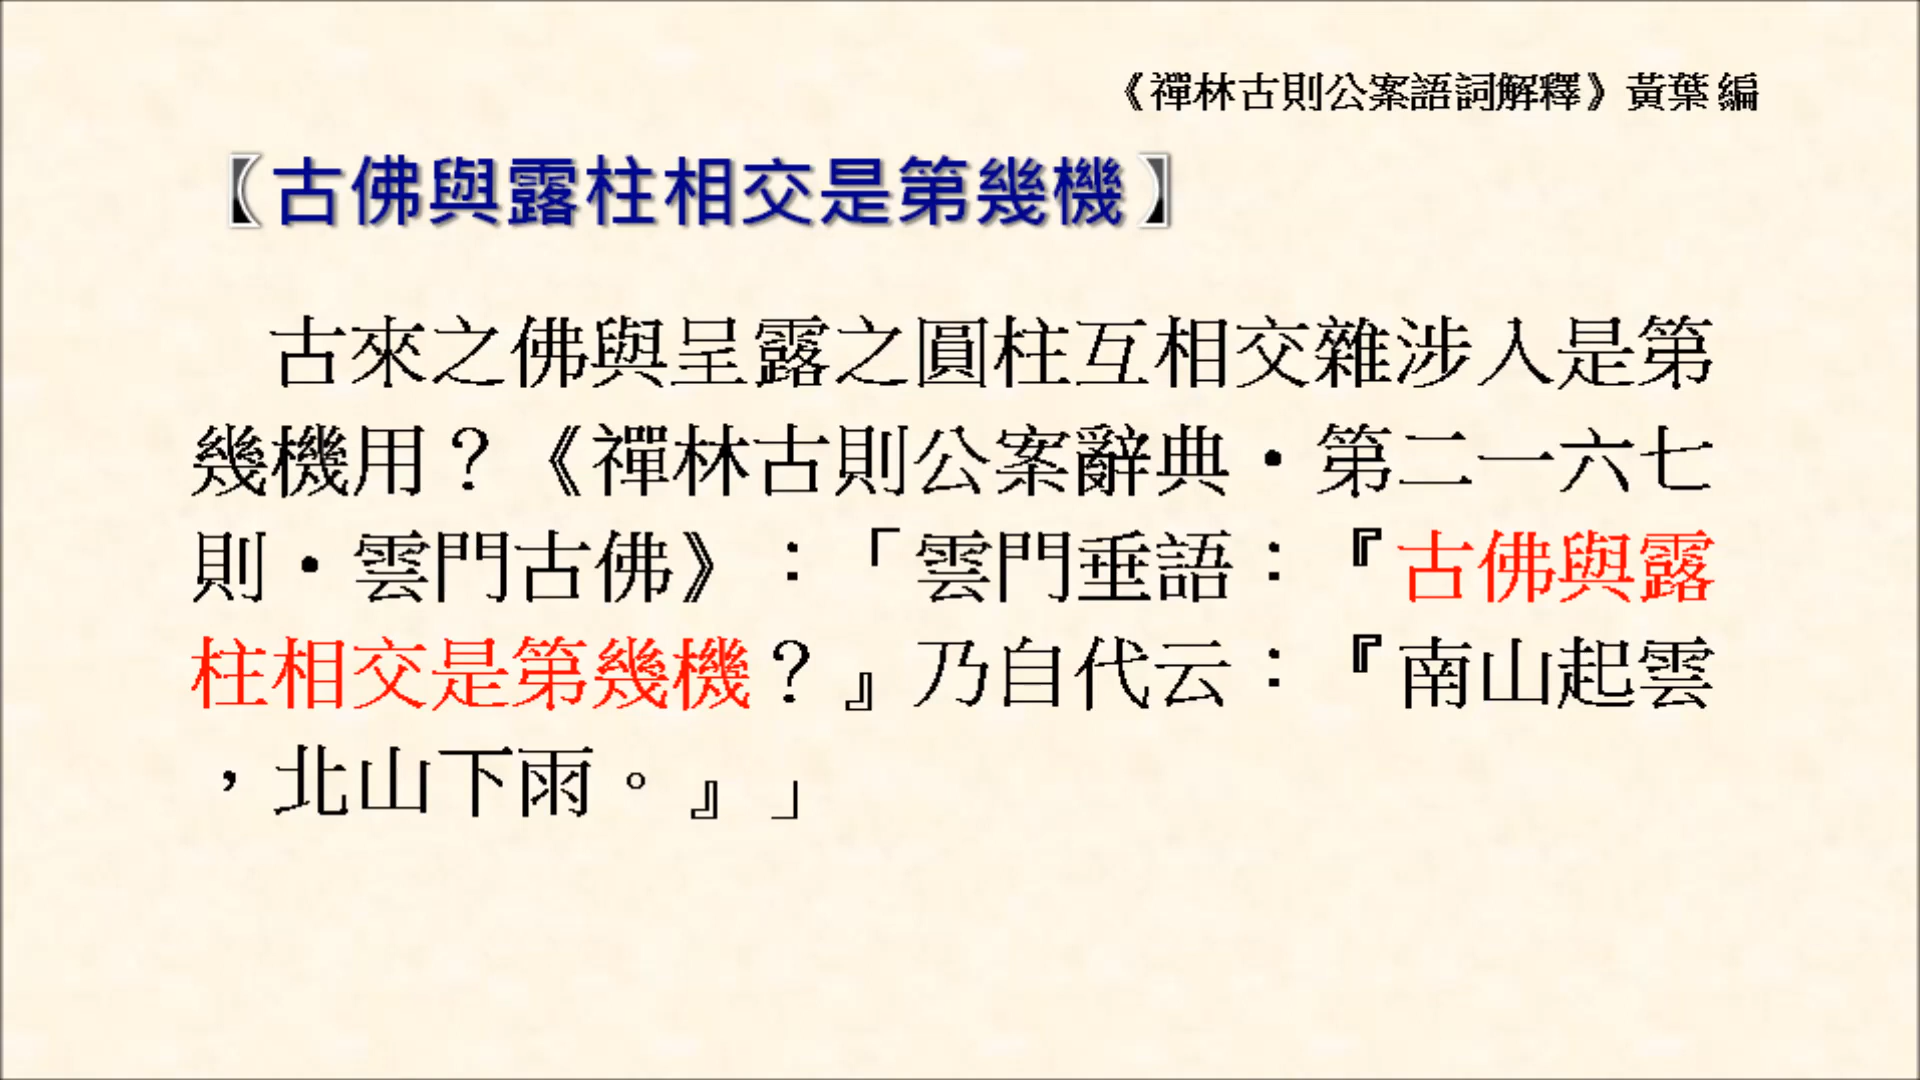 《禪林古則公案語詞解釋》黃葉編
〖古佛與露柱相交是第幾機〗
古來之佛與呈露之圓柱互相交雜涉入是第
幾機用？《禪林古則公案辭典・第二一六七
則・雲門古佛》：「雲門垂語：『古佛與露
柱相交是第幾機？』乃自代云：『南山起雲
，北山下雨。』」